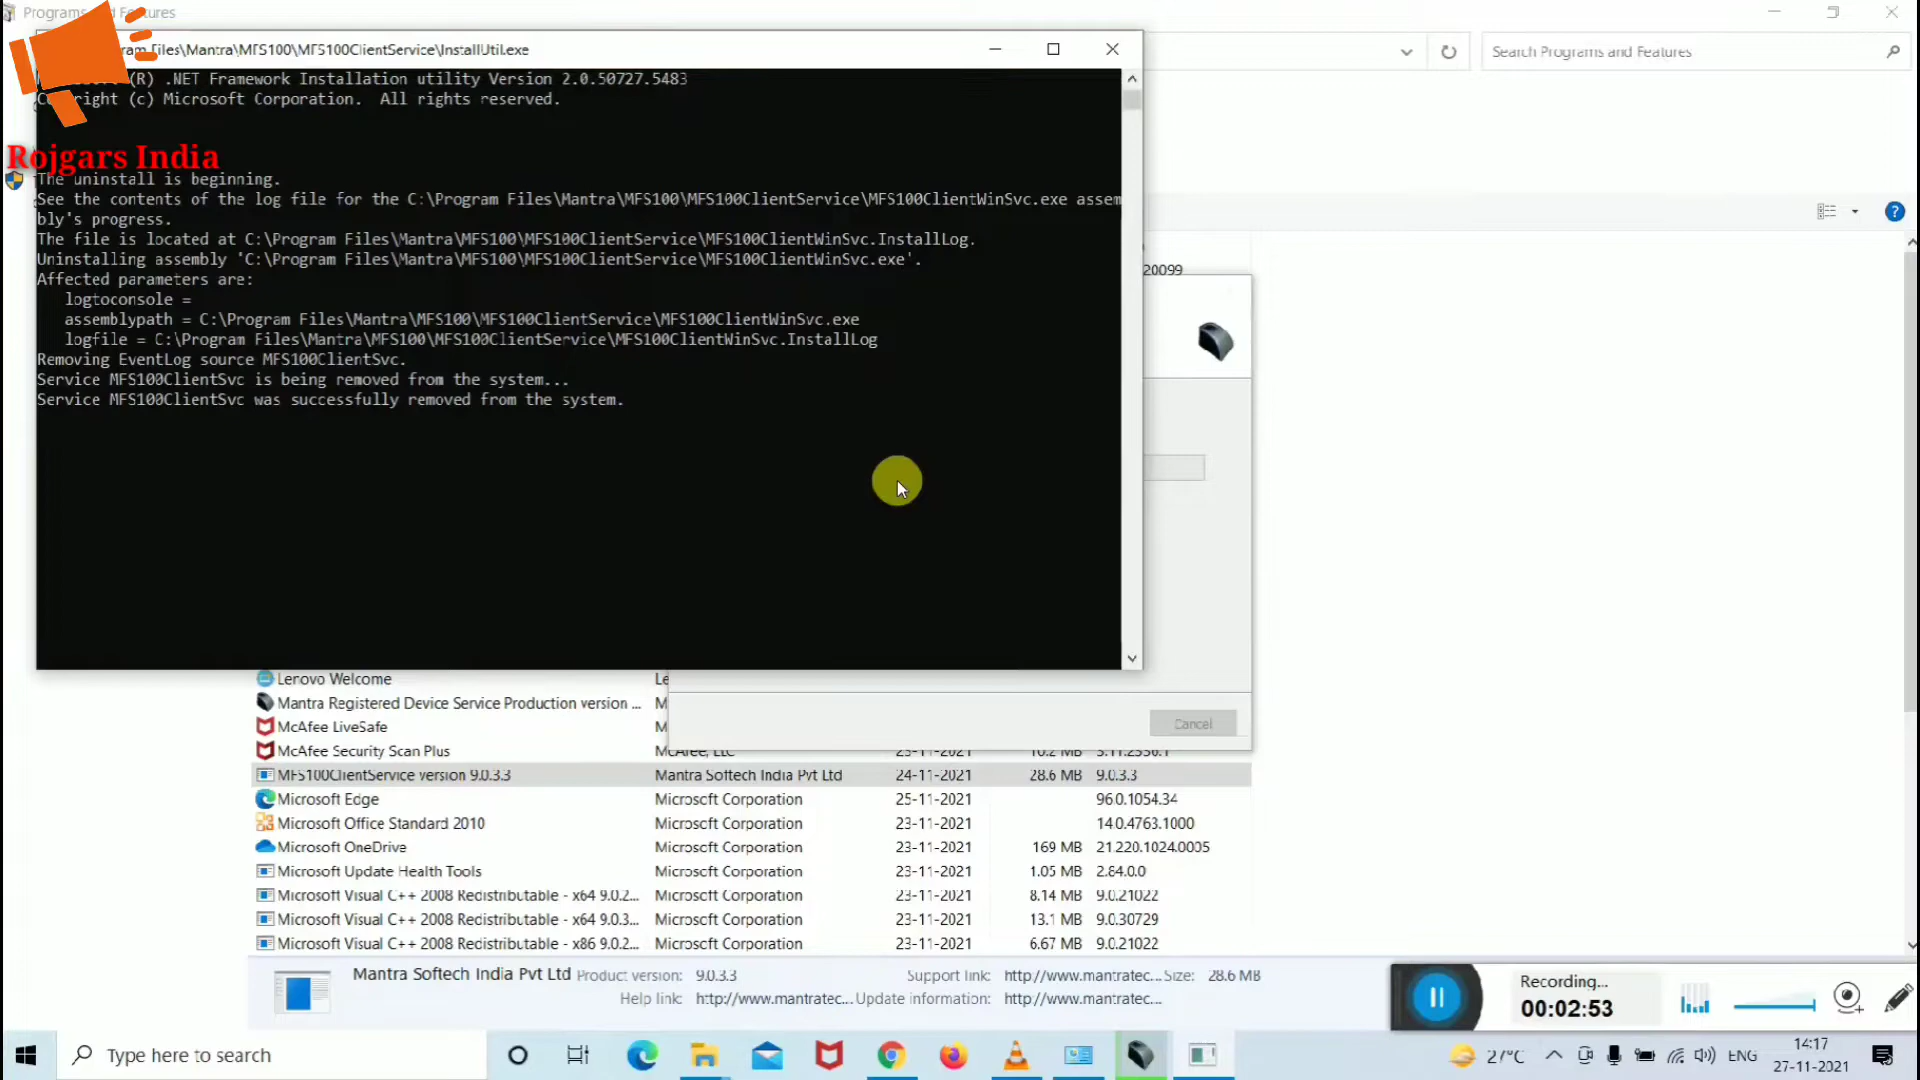 Programs and Features
ram Files\Mantra\MFS100\MFS100ClientService\InstallUtil.exe
Search Programs and Features
(R) .NET Framework Installation utility Version 2.0.50727.5483
right (c) Microsoft Corporation.  All rights reserved.
Rojgars India
The uninstall is beginning.
See the contents of the log file for the C:\Program Files\Mantra\MFS100\MFS100ClientService\MFS100ClientWinSvc.exe assem
bly's progress.
The file is located at C:\Program Files\Mantra\MFS100\MFS100ClientService\MFS100ClientWinSvc.InstallLog.
Uninstalling assembly 'C:\Program Files\Mantra\MFS100\MFS100ClientService\MFS100ClientWinSvc.exe'.
20099
Affected parameters are:
logtoconsole =
assemblypath = C:\Program Files\Mantra\MFS100\MFS100ClientService\MFS100ClientWinSvc.exe
logfile = C:\Program Files\Mantra\MFS100\MFS100ClientService\MFS100ClientWinSvc.InstallLog
Removing EventLog source MFS100ClientSvc.
Service MFS100ClientSvc is being removed from the system...
Service MFS100ClientSvc was successfully removed from the system.
Lenovo Welcome Le
Mantra Registered Device Service Production version ... M
McAfee LiveSafe M
Cancel
McAfee Security Scan Plus McAfee, LLC 23-11-2021 10.2 MB 3.11.2536.1
MFS100ClientService version 9.0.3.3 Mantra Softech India Pvt Ltd 24-11-2021 28.6 MB 9.0.3.3
Microsoft Edge Microsoft Corporation 25-11-2021 96.0.1054.34
Microsoft Office Standard 2010 Microsoft Corporation 23-11-2021 14.0.4763.1000
Microsoft OneDrive Microsoft Corporation 23-11-2021 169 MB 21.220.1024.0005
Microsoft Update Health Tools Microsoft Corporation 23-11-2021 1.05 MB 2.84.0.0
Microsoft Visual C++ 2008 Redistributable - x64 9.0.2... Microsoft Corporation 23-11-2021 8.14 MB 9.0.21022
Microsoft Visual C++ 2008 Redistributable - x64 9.0.3... Microsoft Corporation 23-11-2021 13.1 MB 9.0.30729
Microsoft Visual C++ 2008 Redistributable - x86 9.0.2... Microsoft Corporation 23-11-2021 6.67 MB 9.0.21022
Mantra Softech India Pvt Ltd Product version: 9.0.3.3 Support link: http://www.mantratec... Size: 28.6 MB
Help link: http://www.mantratec... Update information: http://www.mantratec...
Recording...
00:02:53
Type here to search
27°C
ENG
14:17
27-11-2021